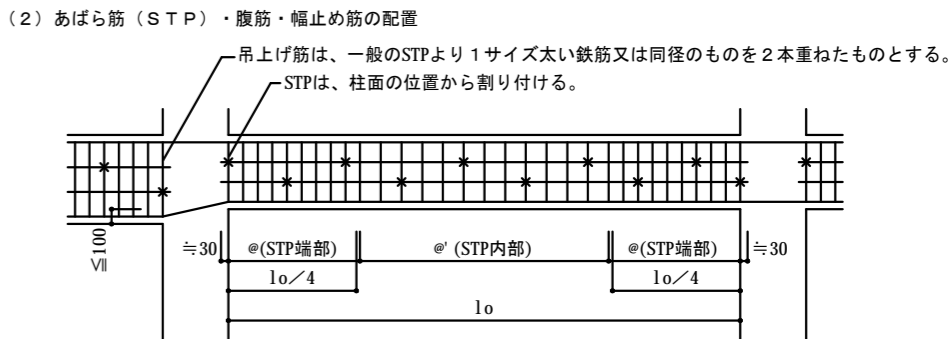 （２）あばら筋（ＳＴＰ）・腹筋・幅止め筋の配置
吊上げ筋は、一般のSTPより１サイズ太い鉄筋又は同径のものを２本重ねたものとする。
STPは、柱面の位置から割り付ける。
≦100
≒30
@(STP端部)
@' (STP内部)
@(STP端部)
≒30
lo／4
lo／4
lo